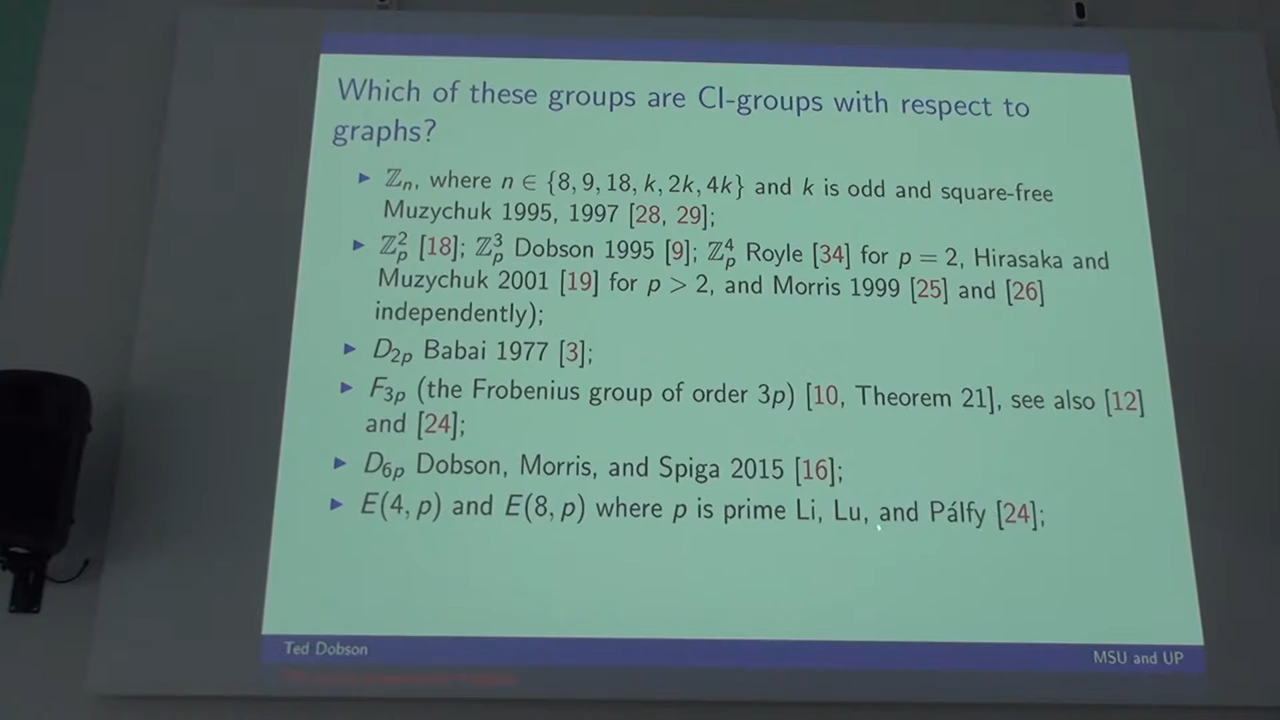 Which of these groups are CI-groups with respect to
graphs?
▶ ℤₙ, where n ∈ {8, 9, 18, k, 2k, 4k} and k is odd and square-free
Muzychuk 1995, 1997 [28, 29];
▶ ℤ²ₚ [18]; ℤ³ₚ Dobson 1995 [9]; ℤ⁴ₚ Royle [34] for p = 2, Hirasaka and
Muzychuk 2001 [19] for p > 2, and Morris 1999 [25] and [26]
independently);
▶ D₂ₚ Babai 1977 [3];
▶ F₃ₚ (the Frobenius group of order 3p) [10, Theorem 21], see also [12]
and [24];
▶ D₆ₚ Dobson, Morris, and Spiga 2015 [16];
▶ E(4, p) and E(8, p) where p is prime Li, Lu, and Pálfy [24];
Ted Dobson
MSU and UP